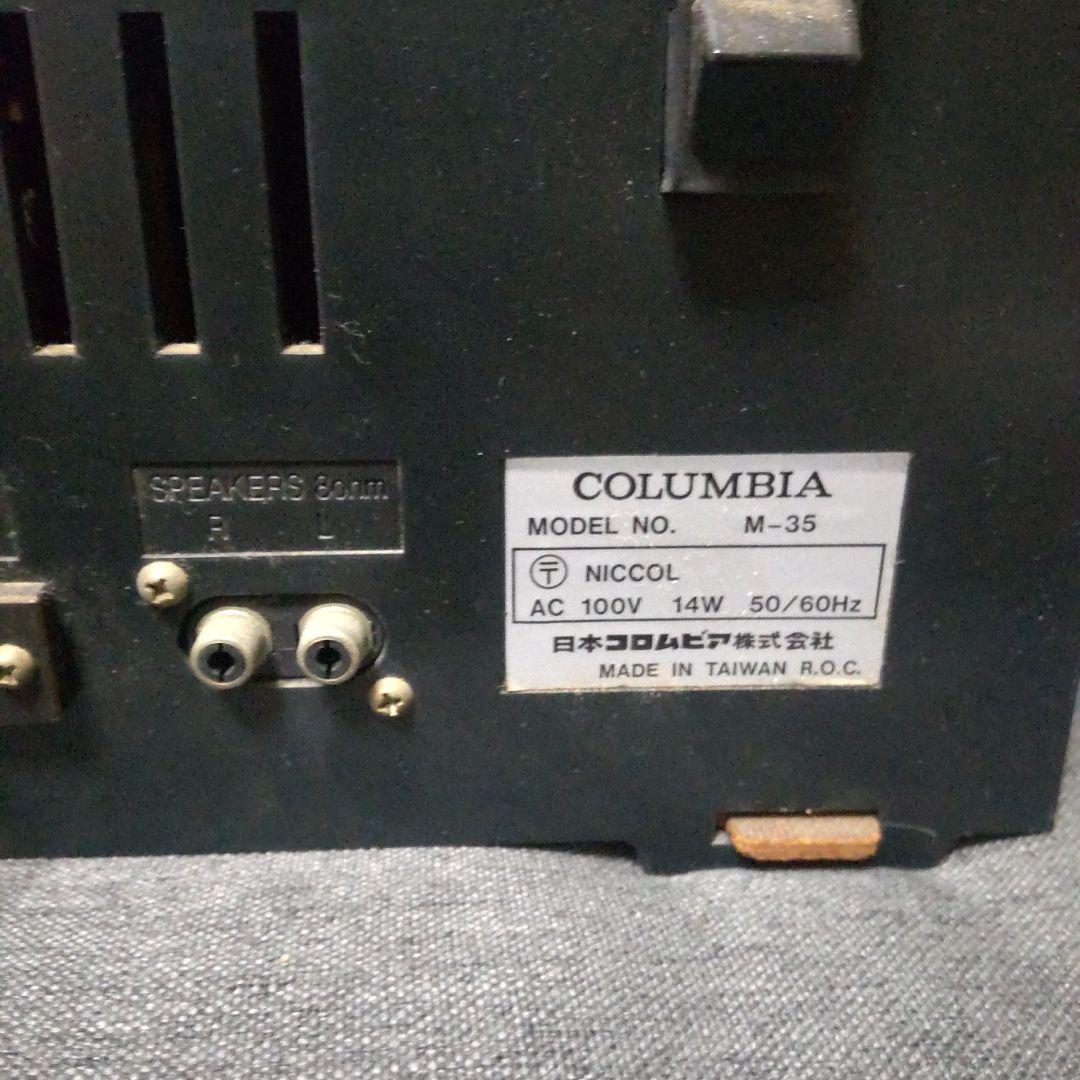 SPEAKERS 8ohm
R L
COLUMBIA
MODEL NO. M-35
〒 NICCOL
AC 100V 14W 50/60Hz
日本コロムビア株式会社
MADE IN TAIWAN R.O.C.